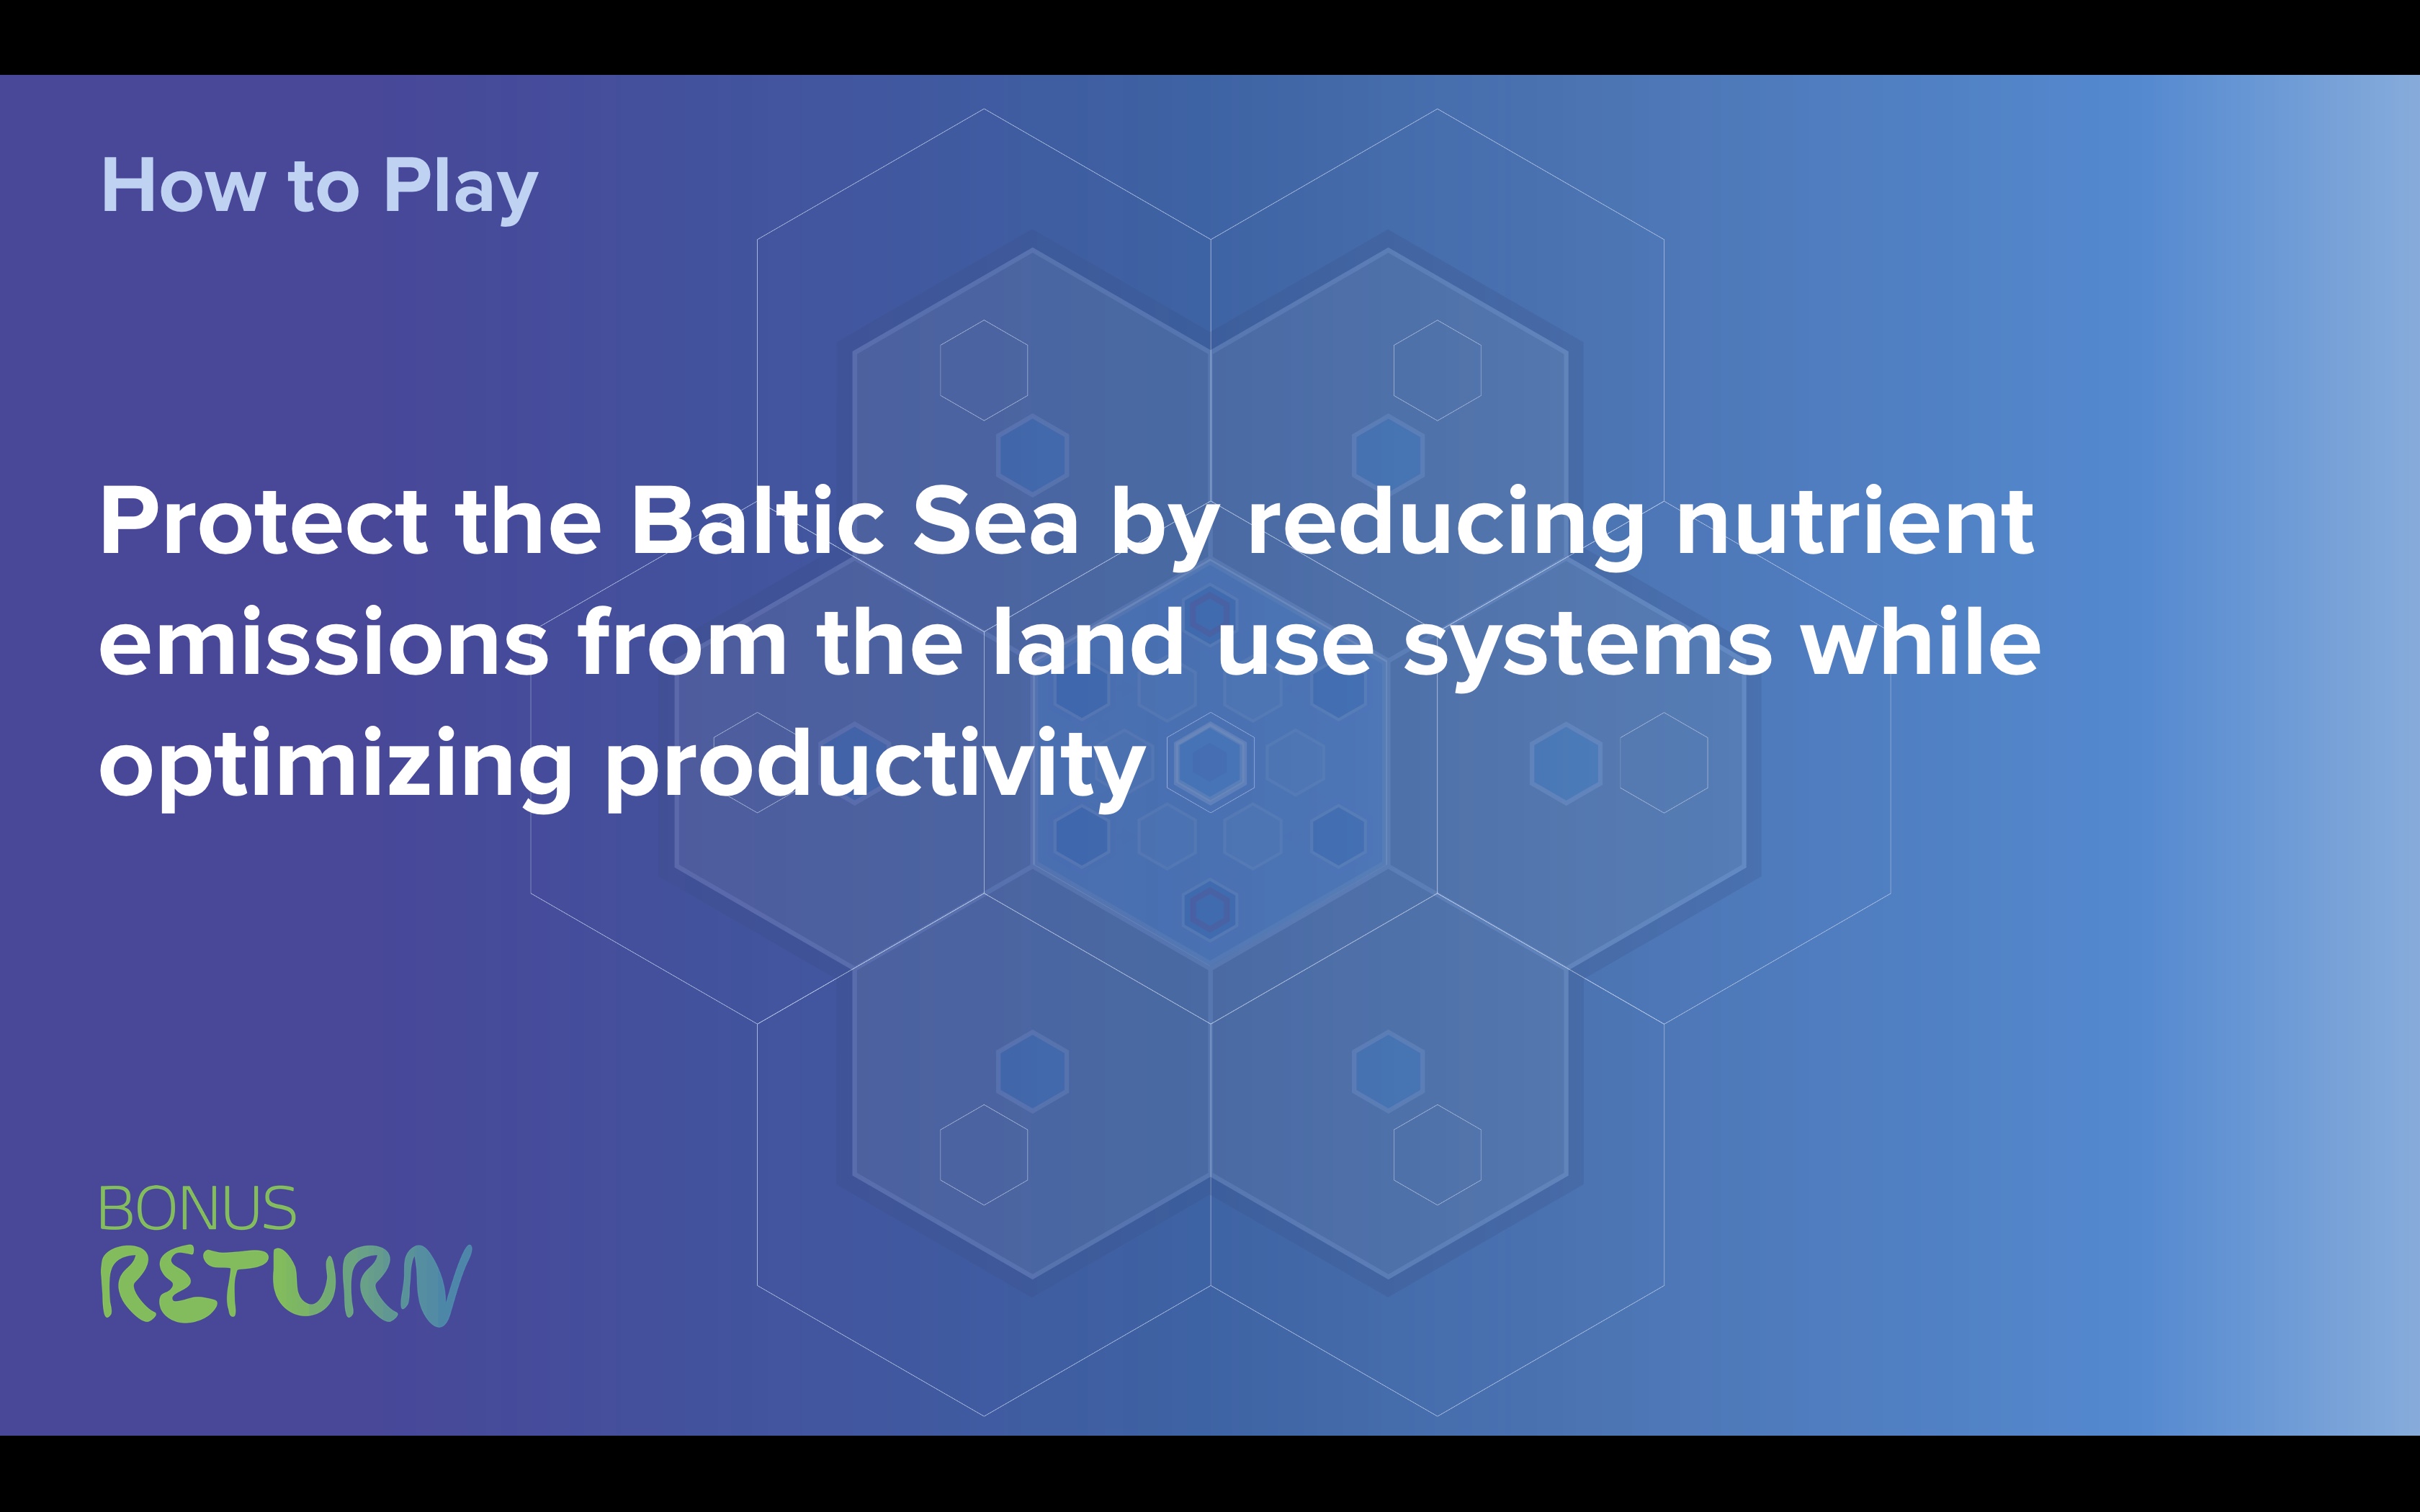 How to Play
Protect the Baltic Sea by reducing nutrient
emissions from the land use systems while
optimizing productivity
BONUS
RETURN